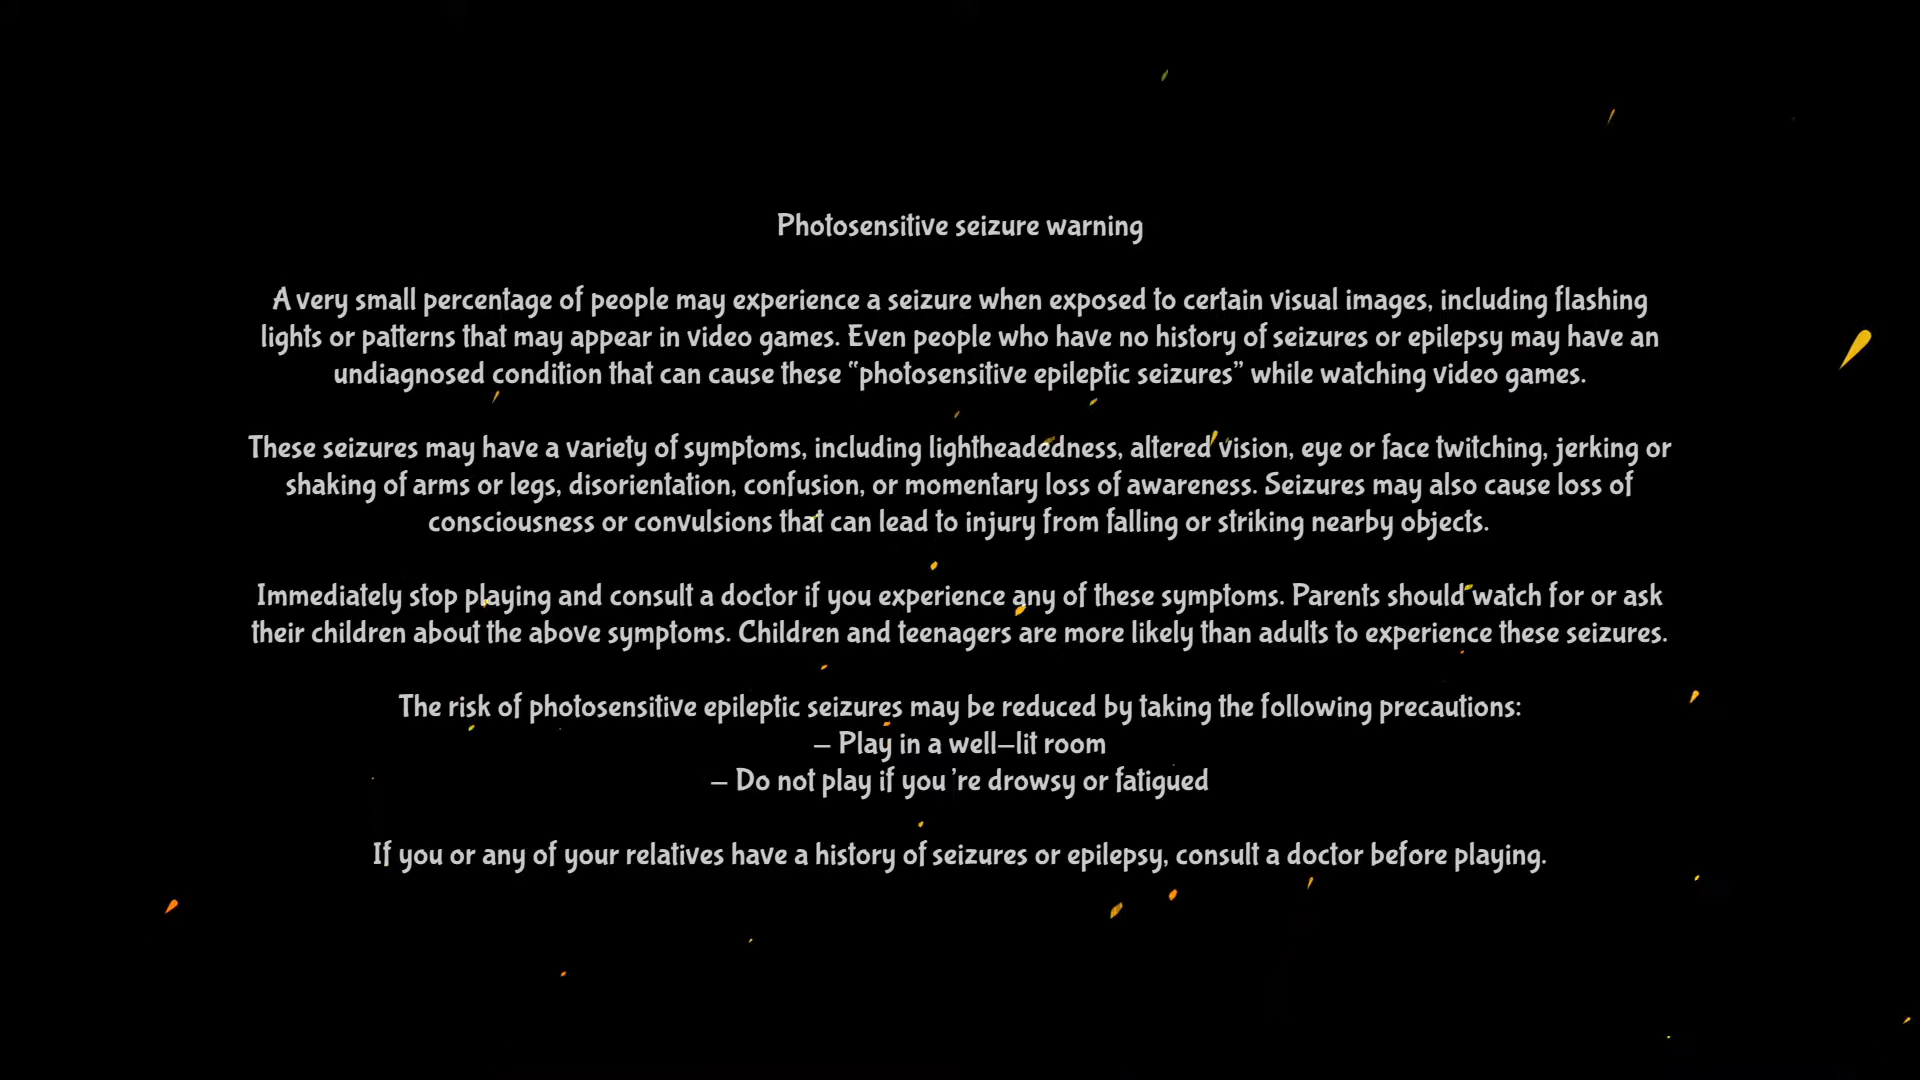 Photosensitive seizure warning
A very small percentage of people may experience a seizure when exposed to certain visual images, including flashing
lights or patterns that may appear in video games. Even people who have no history of seizures or epilepsy may have an
undiagnosed condition that can cause these “photosensitive epileptic seizures” while watching video games.
These seizures may have a variety of symptoms, including lightheadedness, altered vision, eye or face twitching, jerking or
shaking of arms or legs, disorientation, confusion, or momentary loss of awareness. Seizures may also cause loss of
consciousness or convulsions that can lead to injury from falling or striking nearby objects.
Immediately stop playing and consult a doctor if you experience any of these symptoms. Parents should watch for or ask
their children about the above symptoms. Children and teenagers are more likely than adults to experience these seizures.
The risk of photosensitive epileptic seizures may be reduced by taking the following precautions:
– Play in a well–lit room
– Do not play if you're drowsy or fatigued
If you or any of your relatives have a history of seizures or epilepsy, consult a doctor before playing.